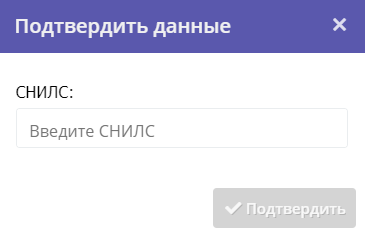 Подтвердить данные
СНИЛС:
Введите СНИЛС
Подтвердить